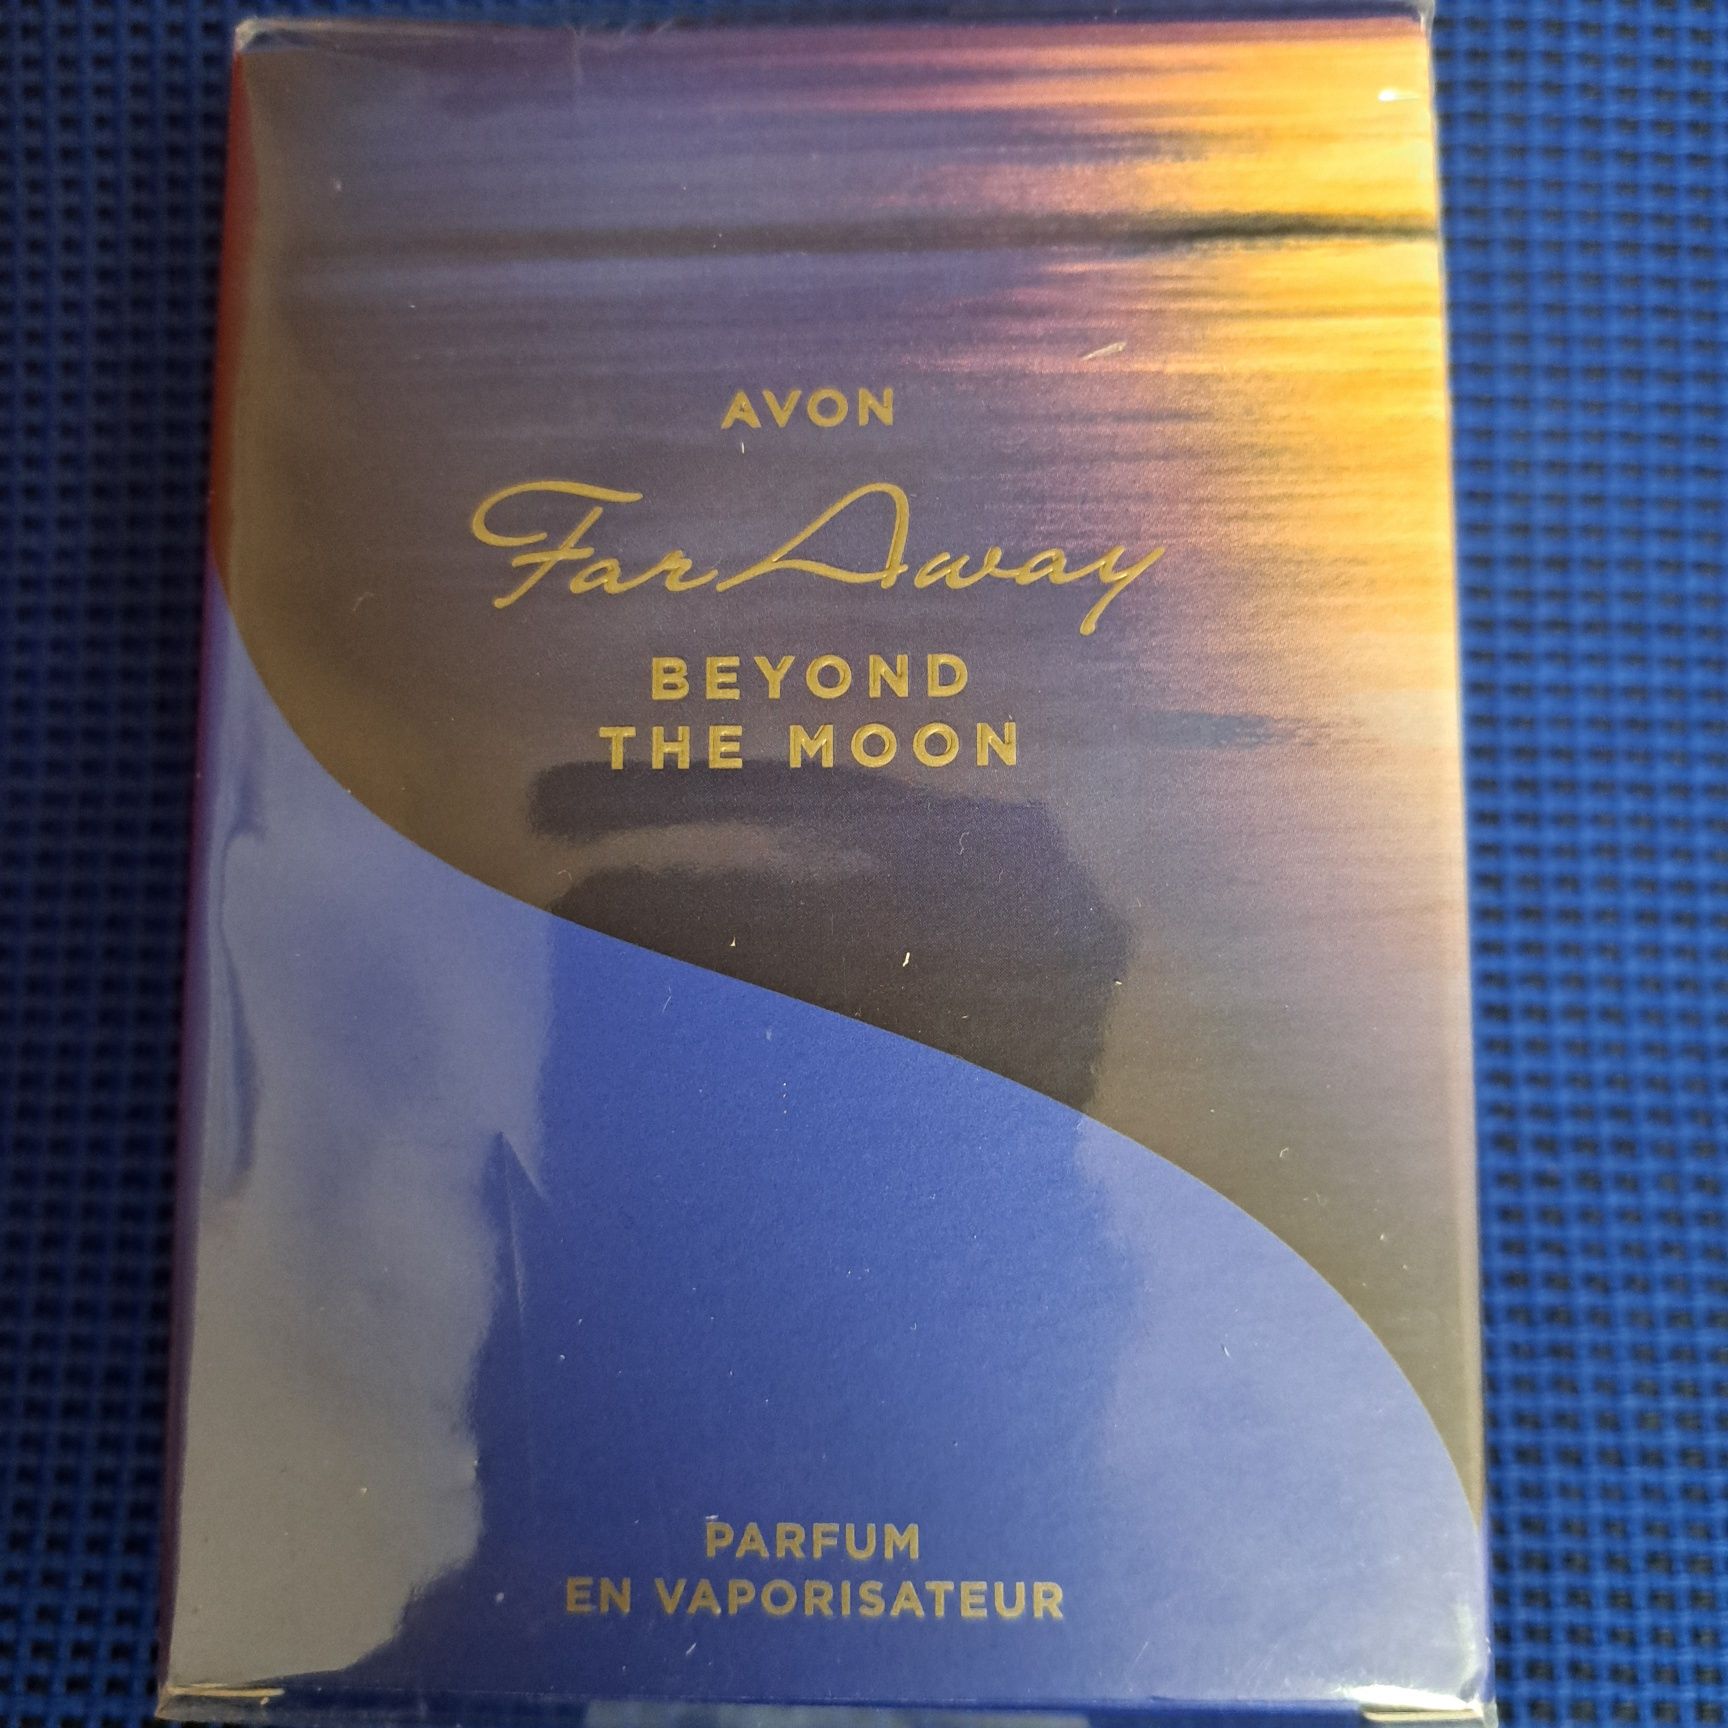 AVON
Far Away
BEYOND
THE MOON
PARFUM
EN VAPORISATEUR